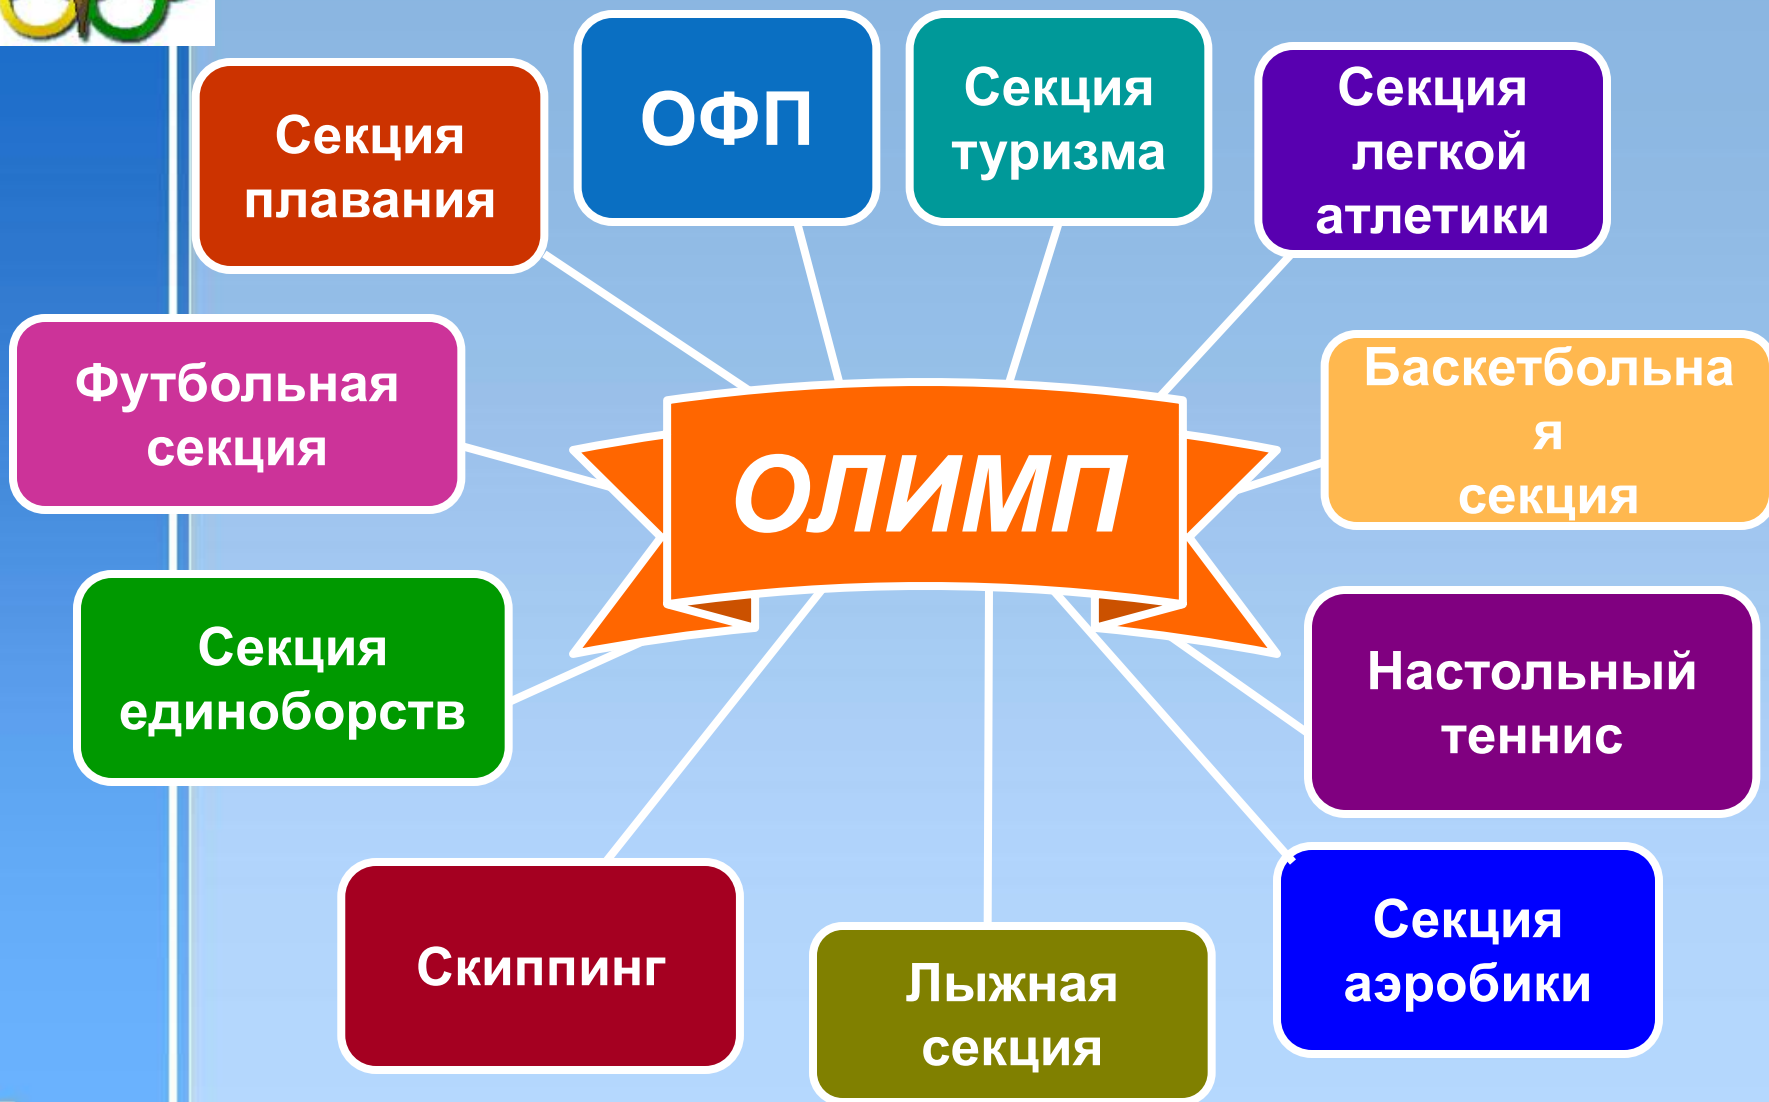 Секция
плавания
ОФП
Секция
туризма
Секция
легкой
атлетики
Футбольная
секция
Баскетбольна
я
секция
ОЛИМП
Секция
единоборств
Настольный
теннис
Скиппинг
Лыжная
секция
Секция
аэробики